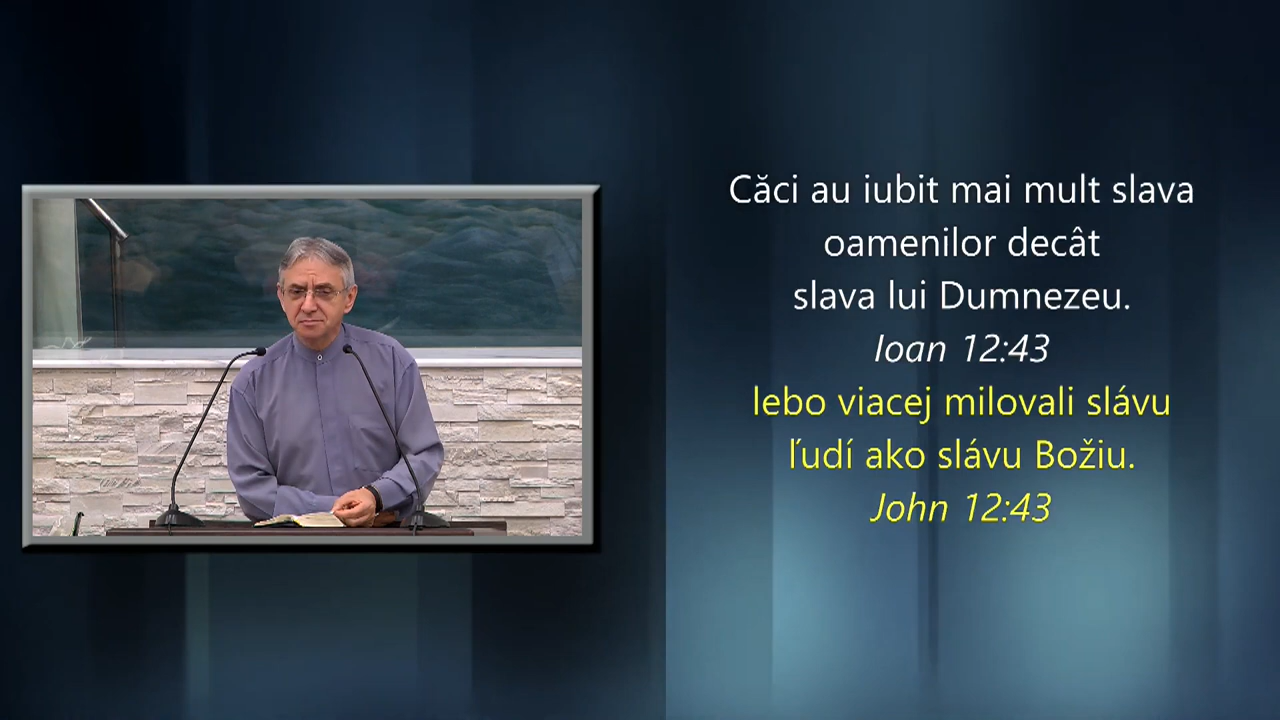 Căci au iubit mai mult slava
oamenilor decât
slava lui Dumnezeu.
Ioan 12:43
lebo viacej milovali slávu
ľudí ako slávu Božiu.
John 12:43